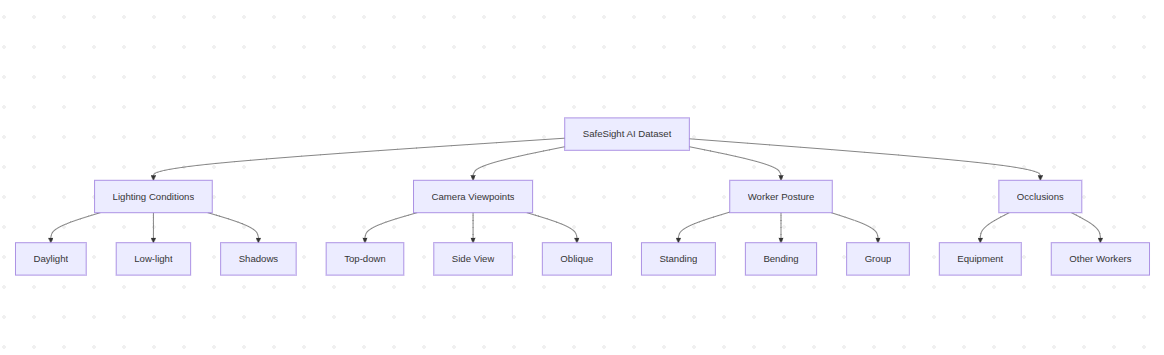 SafeSight AI Dataset
Lighting Conditions
Camera Viewpoints
Worker Posture
Occlusions
Daylight
Low-light
Shadows
Top-down
Side View
Oblique
Standing
Bending
Group
Equipment
Other Workers